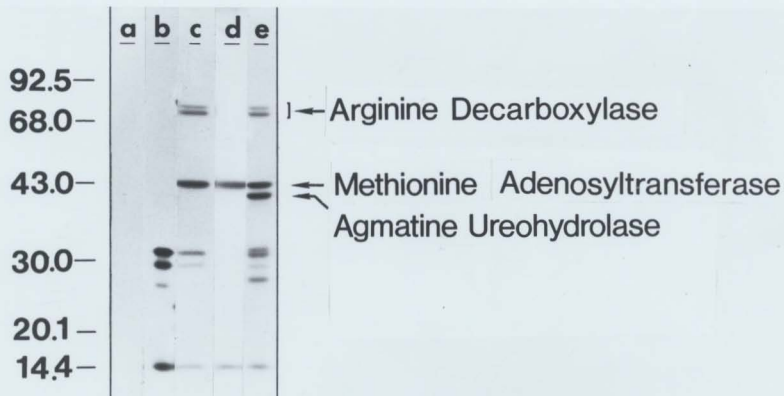 a b c d e
92.5
68.0
Arginine Decarboxylase
43.0
Methionine Adenosyltransferase
Agmatine Ureohydrolase
30.0
20.1
14.4